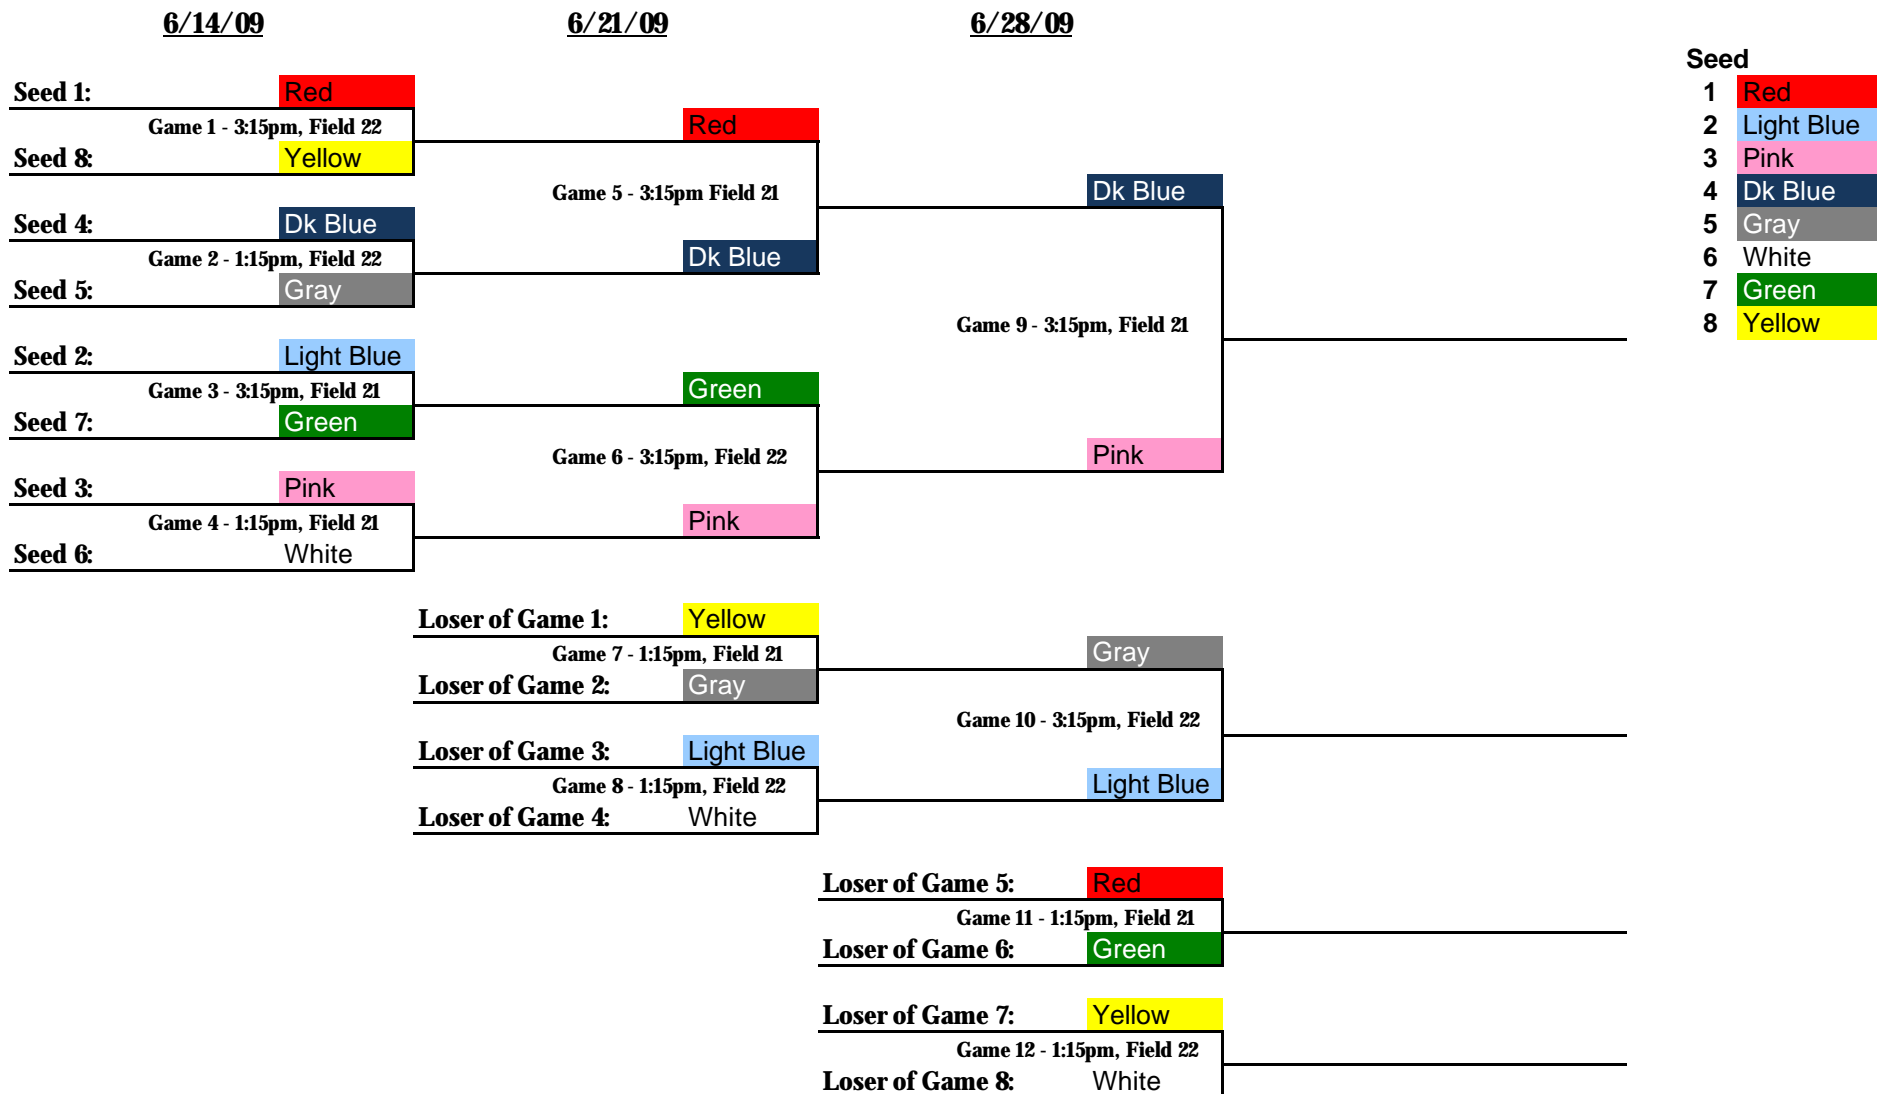 6/14/09 6/21/09 6/28/09
Seed
Seed 1: Red 1 Red
Game 1 - 3:15pm, Field 22 Red 2 Light Blue
Seed 8: Yellow 3 Pink
Game 5 - 3:15pm Field 21 Dk Blue 4 Dk Blue
Seed 4: Dk Blue 5 Gray
Game 2 - 1:15pm, Field 22 Dk Blue 6 White
Seed 5: Gray 7 Green
Game 9 - 3:15pm, Field 21 8 Yellow
Seed 2: Light Blue
Game 3 - 3:15pm, Field 21 Green
Seed 7: Green
Game 6 - 3:15pm, Field 22 Pink
Seed 3: Pink
Game 4 - 1:15pm, Field 21 Pink
Seed 6: White
Loser of Game 1: Yellow
Game 7 - 1:15pm, Field 21 Gray
Loser of Game 2: Gray
Game 10 - 3:15pm, Field 22
Loser of Game 3: Light Blue
Game 8 - 1:15pm, Field 22 Light Blue
Loser of Game 4: White
Loser of Game 5: Red
Game 11 - 1:15pm, Field 21
Loser of Game 6: Green
Loser of Game 7: Yellow
Game 12 - 1:15pm, Field 22
Loser of Game 8: White